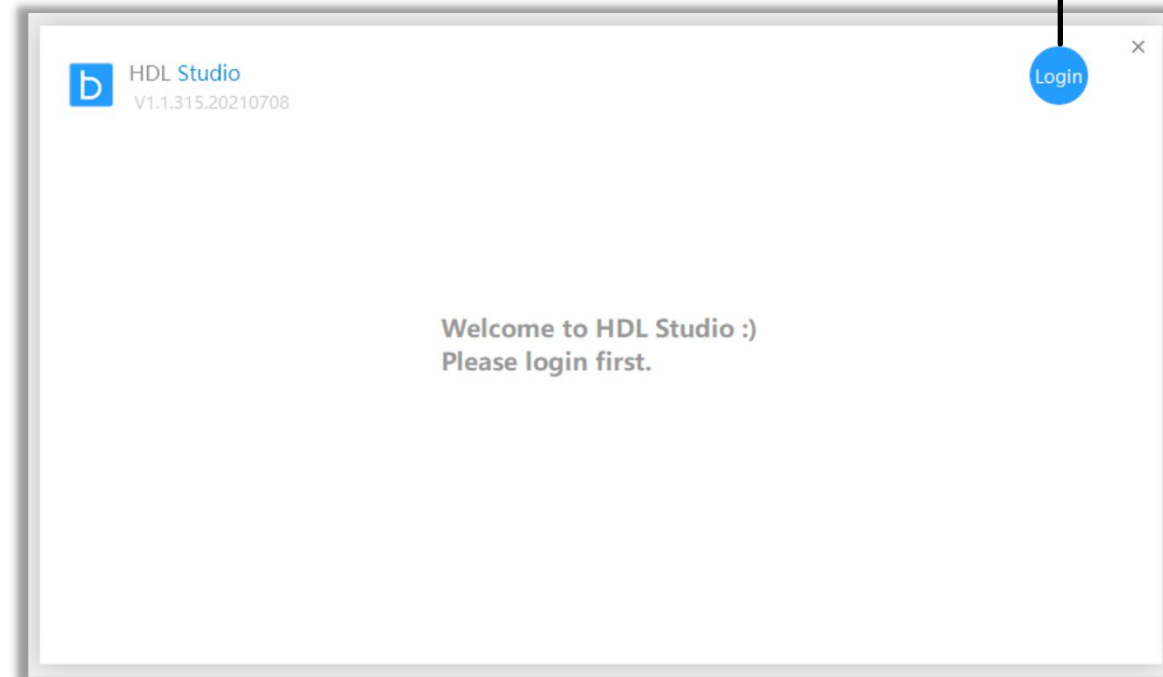 HDL Studio
V1.1.315.20210708
Login
Welcome to HDL Studio :)
Please login first.